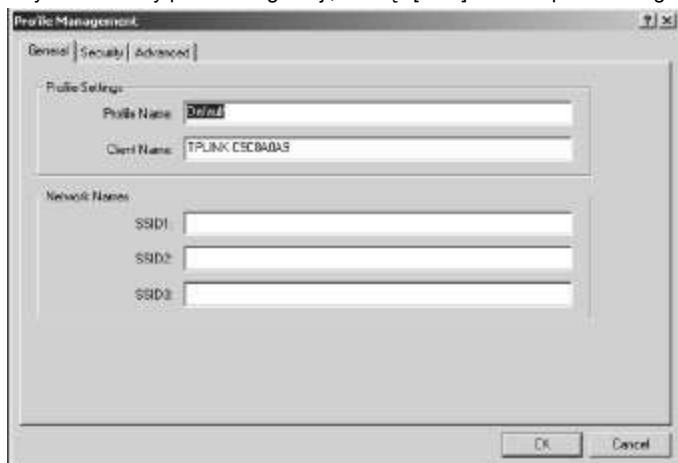 Profile Management
General Security Advanced
Profile Settings
Profile Name: Default
Client Name: TPLINK-C9C8A0A9
Network Names
SSID1:
SSID2:
SSID3:
OK Cancel